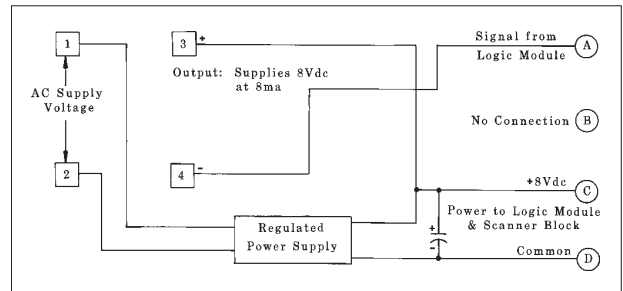 1
3 +
Signal from
Logic Module
A
Output: Supplies 8Vdc
at 8ma
AC Supply
Voltage
No Connection B
2
4 -
+8Vdc
C
Regulated
Power Supply
+
-
Power to Logic Module
& Scanner Block
Common
D